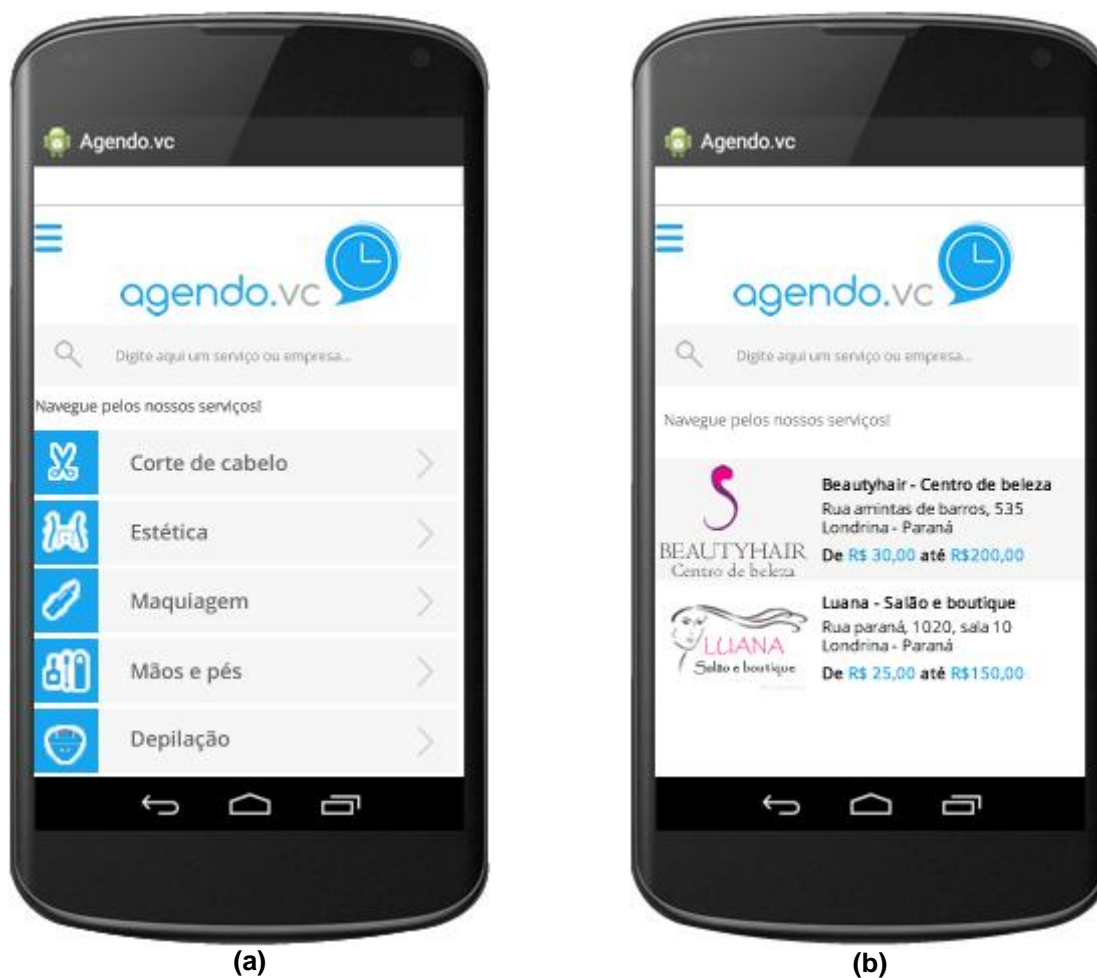 Agendo.vc
agendo.vc
Digite aqui um serviço ou empresa...
Navegue pelos nossos serviços!
Corte de cabelo
Estética
Maquiagem
Mãos e pés
Depilação
(a)
Agendo.vc
agendo.vc
Digite aqui um serviço ou empresa...
Navegue pelos nossos serviços!
BEAUTYHAIR
Centro de beleza
Beautyhair - Centro de beleza
Rua amintas de barros, 535
Londrina - Paraná
De R$ 30,00 até R$200,00
LUANA
Salão e boutique
Luana - Salão e boutique
Rua paraná, 1020, sala 10
Londrina - Paraná
De R$ 25,00 até R$150,00
(b)